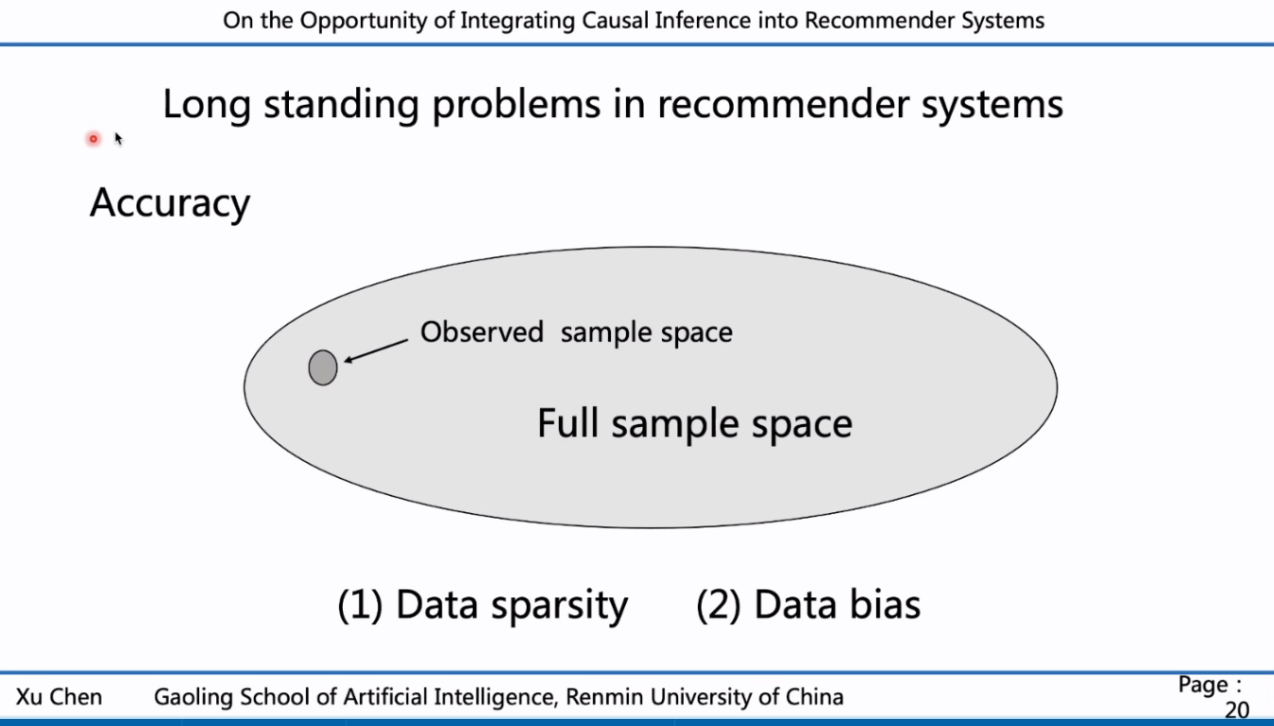 On the Opportunity of Integrating Causal Inference into Recommender Systems
Long standing problems in recommender systems
Accuracy
Observed sample space
Full sample space
(1) Data sparsity (2) Data bias
Xu Chen Gaoling School of Artificial Intelligence, Renmin University of China
Page :
20